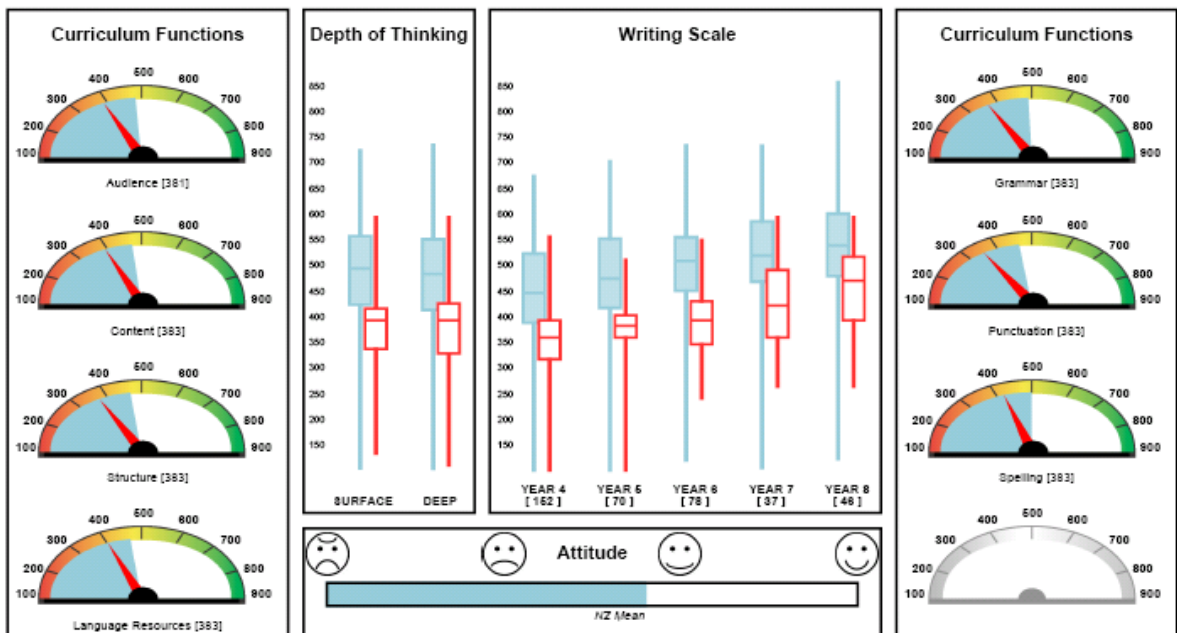 Curriculum Functions
100 200 300 400 500 600 700 800 900
Audience [381]
100 200 300 400 500 600 700 800 900
Content [383]
100 200 300 400 500 600 700 800 900
Structure [383]
100 200 300 400 500 600 700 800 900
Language Resources [383]
Depth of Thinking
850
800
750
700
650
600
550
500
450
400
350
300
250
200
150
SURFACE DEEP
Writing Scale
850
800
750
700
650
600
550
500
450
400
350
300
250
200
150
YEAR 4 YEAR 5 YEAR 6 YEAR 7 YEAR 8
[ 152 ] [ 70 ] [ 78 ] [ 37 ] [ 46 ]
Attitude
NZ Mean
Curriculum Functions
100 200 300 400 500 600 700 800 900
Grammar [383]
100 200 300 400 500 600 700 800 900
Punctuation [383]
100 200 300 400 500 600 700 800 900
Spelling [383]
100 200 300 400 500 600 700 800 900